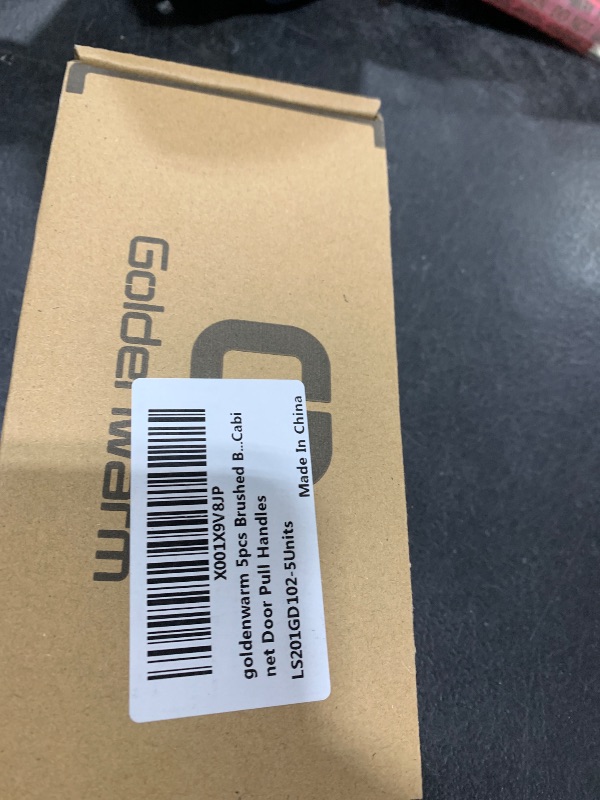 Goldenwarm
X001X9V8JP
goldenwarm 5pcs Brushed B...Cabi
net Door Pull Handles
LS201GD102-5Units
Made In China